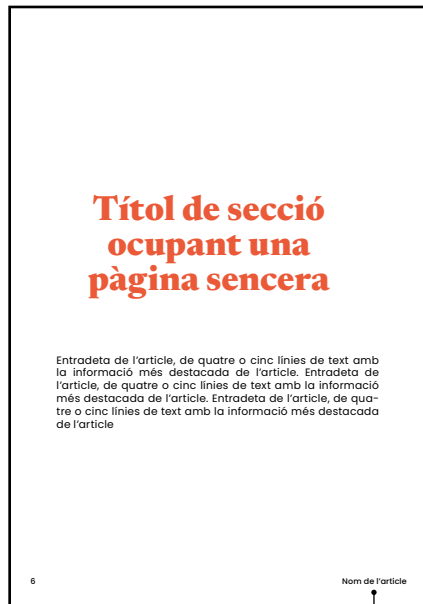 Títol de secció
ocupant una
pàgina sencera
Entradeta de l'article, de quatre o cinc línies de text amb
la informació més destacada de l'article. Entradeta de
l'article, de quatre o cinc línies de text amb la informació
més destacada de l'article. Entradeta de l'article, de qua-
tre o cinc línies de text amb la informació més destacada
de l'article
6
Nom de l'article